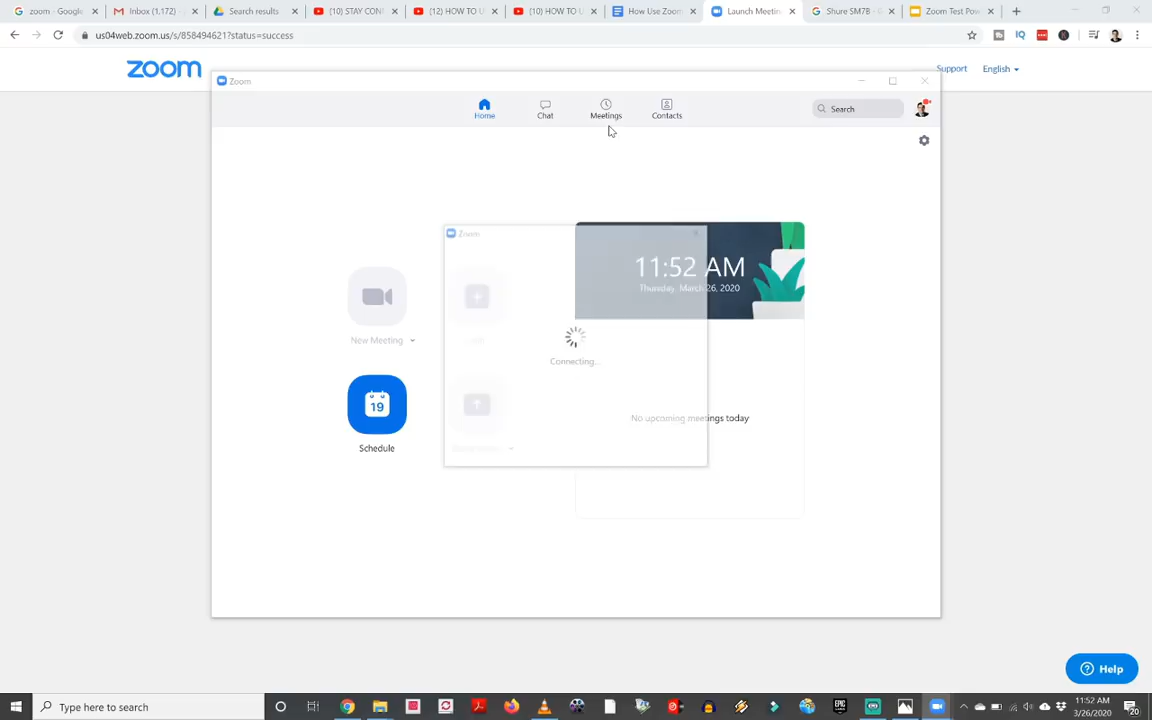 zoom - Google
Inbox (1,172)
Search results
(10) STAY CON
(12) HOW TO U
(10) HOW TO U
How Use Zoom
Launch Meetin
Shure SM7B - G
Zoom Test Pow
us04web.zoom.us/s/858494621?status=success
IQ
zoom
Support
English
Zoom
Home
Chat
Meetings
Contacts
Search
Zoom
11:52 AM
Thursday, March 26, 2020
New Meeting
Connecting...
19
No upcoming meetings today
Schedule
Help
Type here to search
11:52 AM
3/26/2020
20